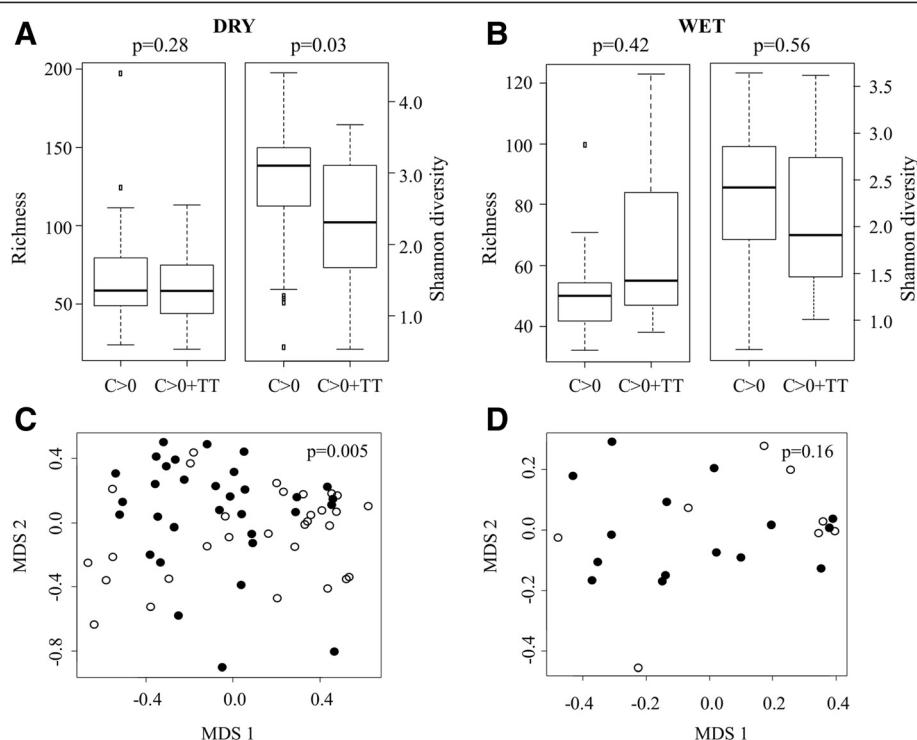 A
DRY
p=0.28
p=0.03
Richness
200
150
100
50
4.0
3.0
2.0
1.0
Shannon diversity
C>0
C>0+TT
C>0
C>0+TT
B
WET
p=0.42
p=0.56
Richness
120
100
80
60
40
3.5
3.0
2.5
2.0
1.5
1.0
Shannon diversity
C>0
C>0+TT
C>0
C>0+TT
C
p=0.005
MDS 2
0.4
0.0
-0.4
-0.8
-0.4
0.0
0.4
MDS 1
D
p=0.16
MDS 2
0.2
0.0
-0.2
-0.4
-0.4
-0.2
0.0
0.2
0.4
MDS 1